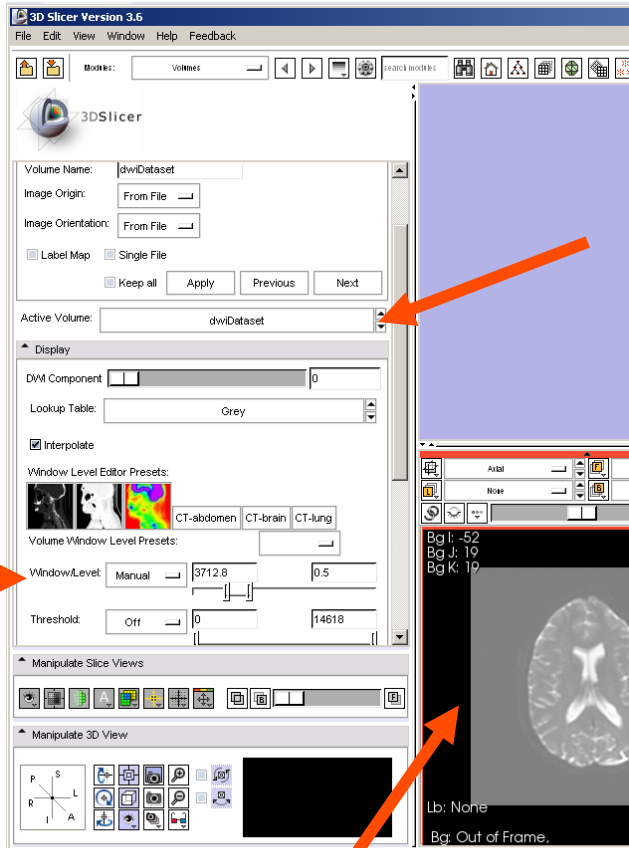 3D Slicer Version 3.6
File Edit View Window Help Feedback
Modules: Volumes search modules
3DSlicer
Volume Name: dwiDataset
Image Origin: From File
Image Orientation: From File
Label Map Single File
Keep all Apply Previous Next
Active Volume: dwiDataset
Display
DWI Component 0
Lookup Table: Grey
Interpolate
Window Level Editor Presets:
CT-abdomen CT-brain CT-lung
Volume Window Level Presets:
Window/Level: Manual 3712.8 0.5
Threshold: Off 0 14618
Manipulate Slice Views
A B F
Manipulate 3D View
P S
R L
I A
Axial F
L None B
Bg I: -52
Bg J: 19
Bg K: 19
Lb: None
Bg: Out of Frame,